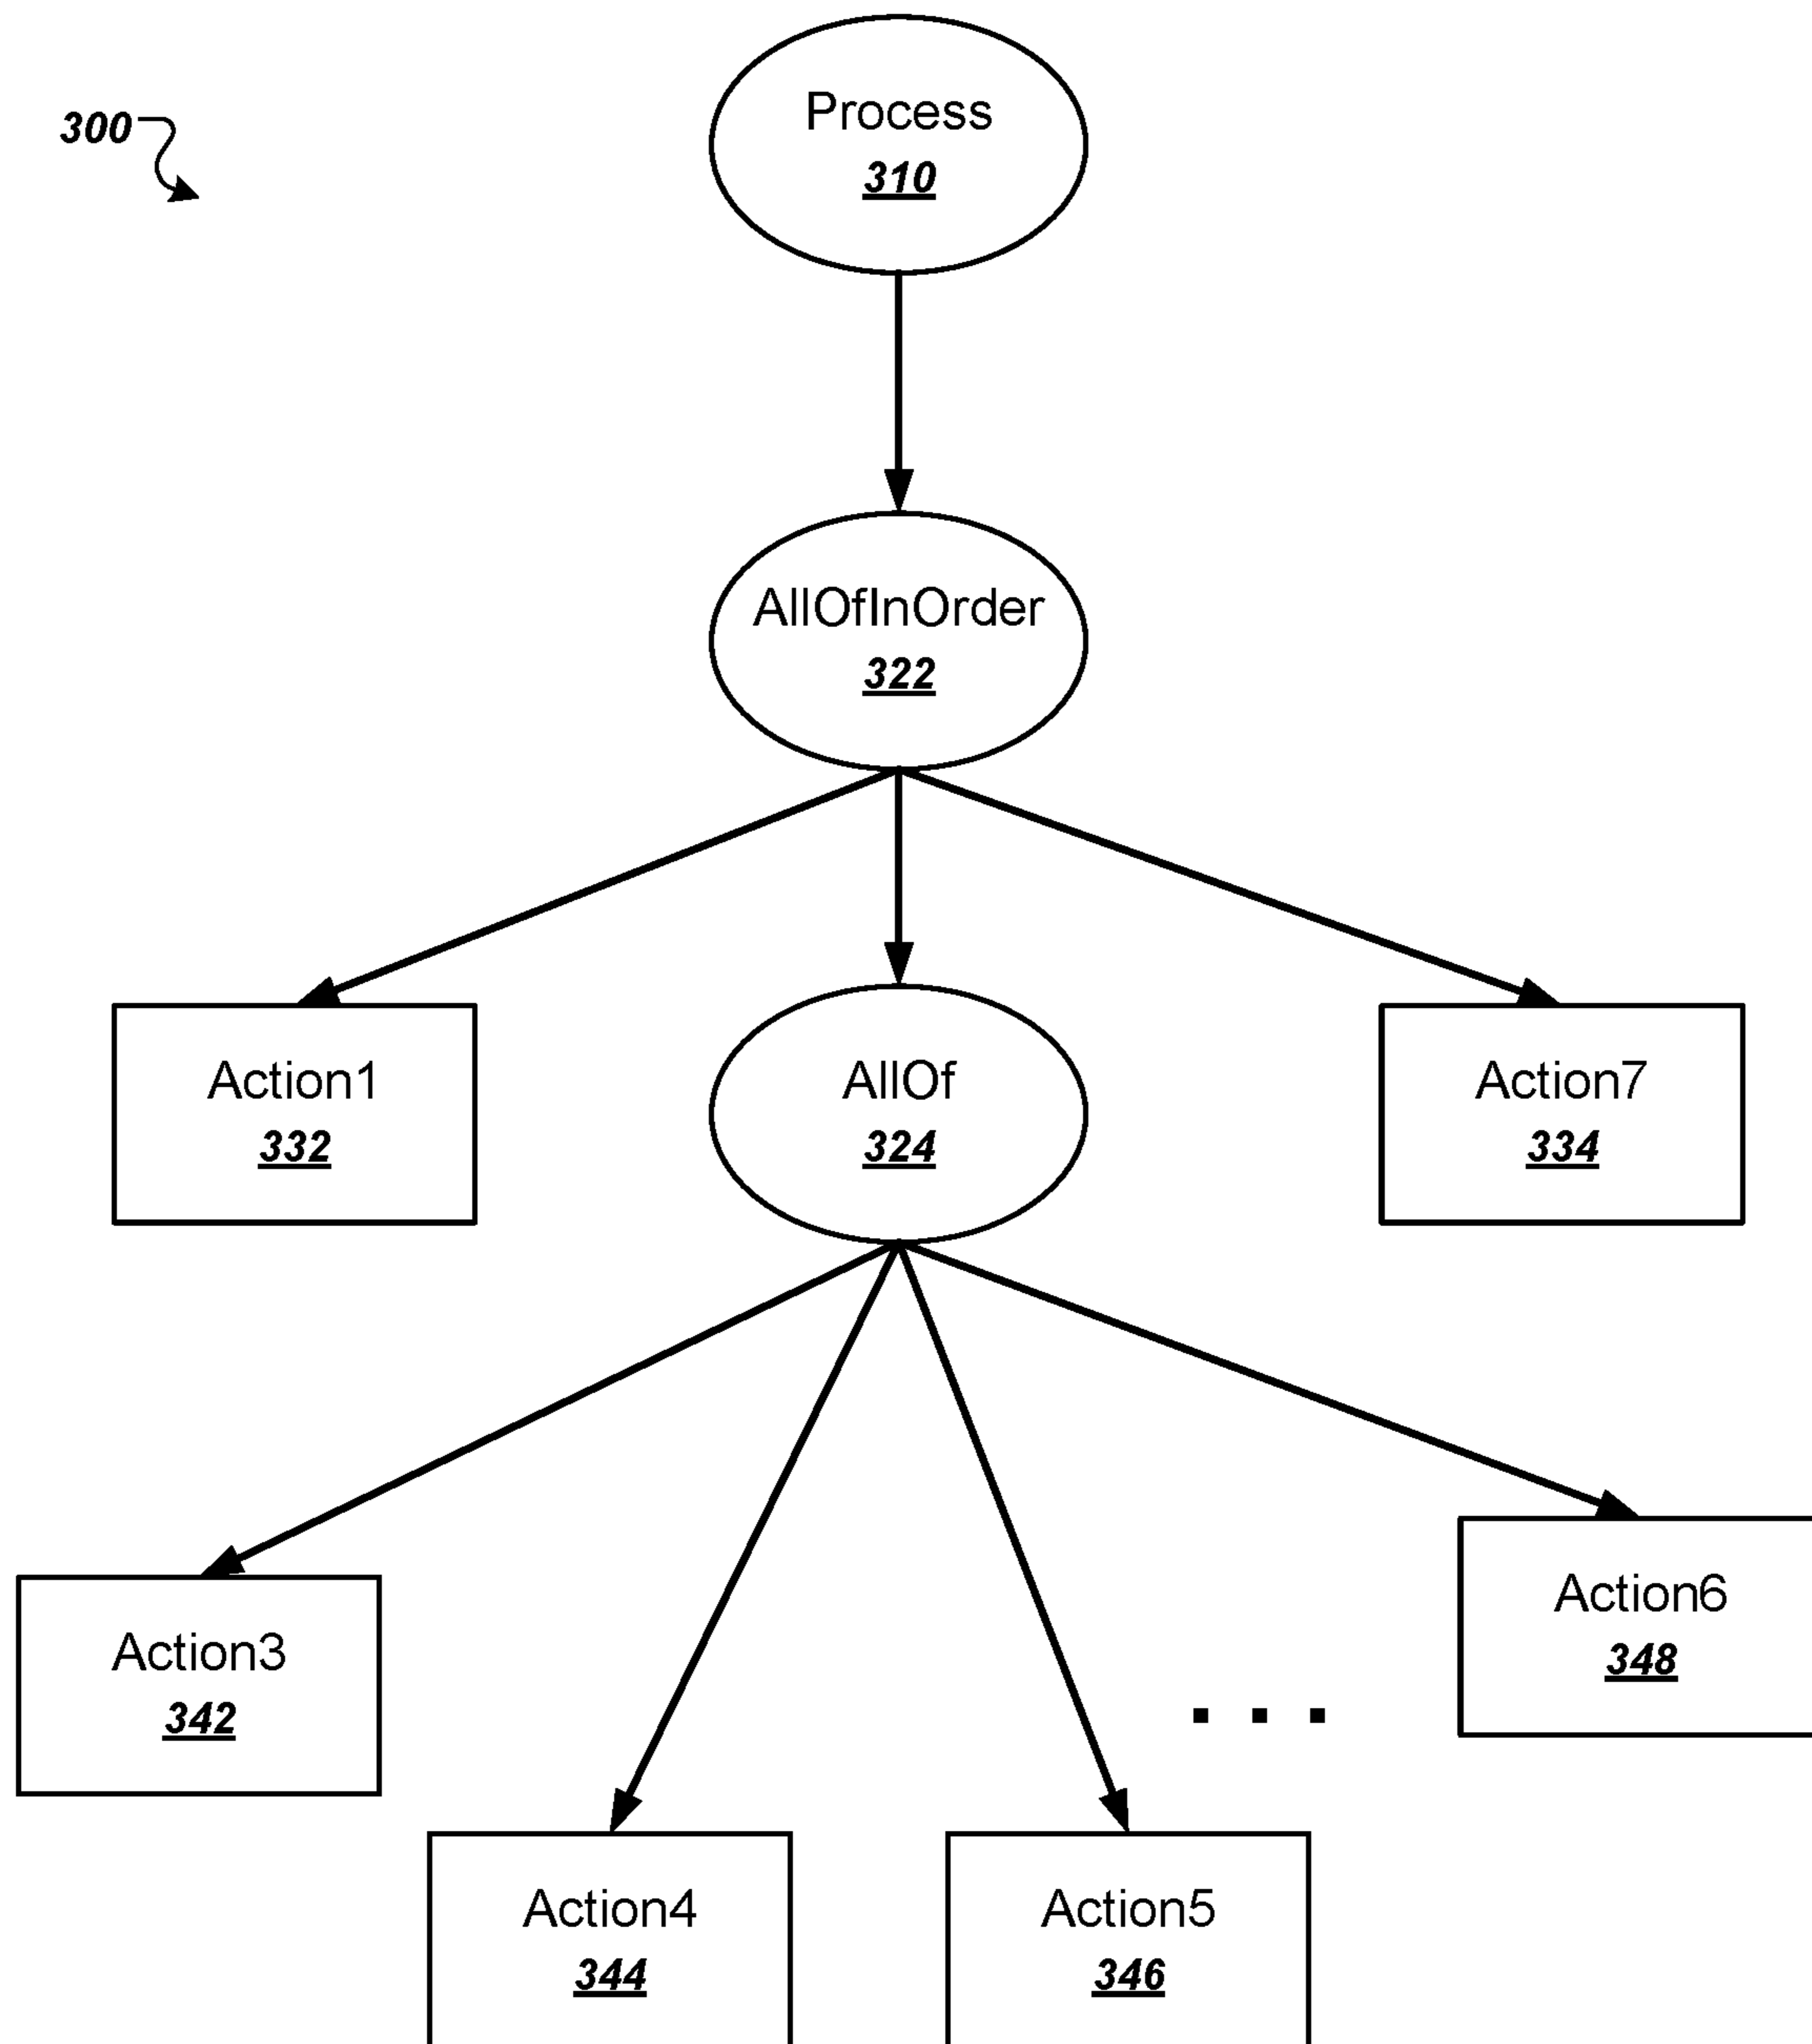 300
Process
310
AllOfInOrder
322
Action1
332
AllOf
324
Action7
334
Action3
342
Action4
344
Action5
346
. . .
Action6
348